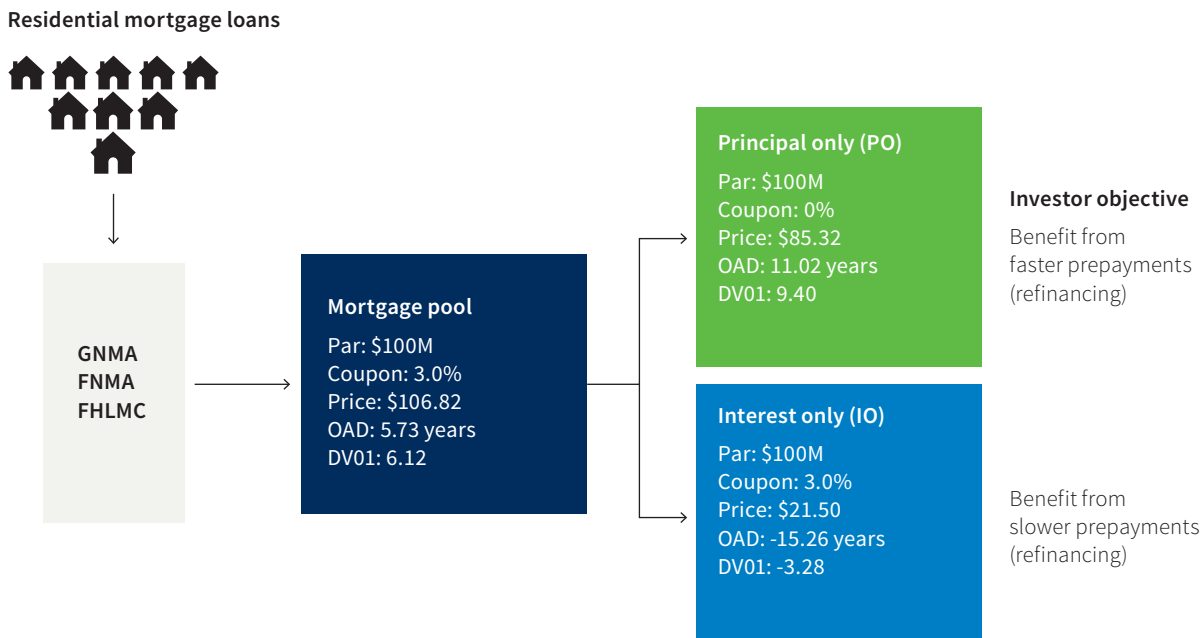 Residential mortgage loans
GNMA
FNMA
FHLMC
Mortgage pool
Par: $100M
Coupon: 3.0%
Price: $106.82
OAD: 5.73 years
DV01: 6.12
Principal only (PO)
Par: $100M
Coupon: 0%
Price: $85.32
OAD: 11.02 years
DV01: 9.40
Interest only (IO)
Par: $100M
Coupon: 3.0%
Price: $21.50
OAD: -15.26 years
DV01: -3.28
Investor objective
Benefit from
faster prepayments
(refinancing)
Benefit from
slower prepayments
(refinancing)